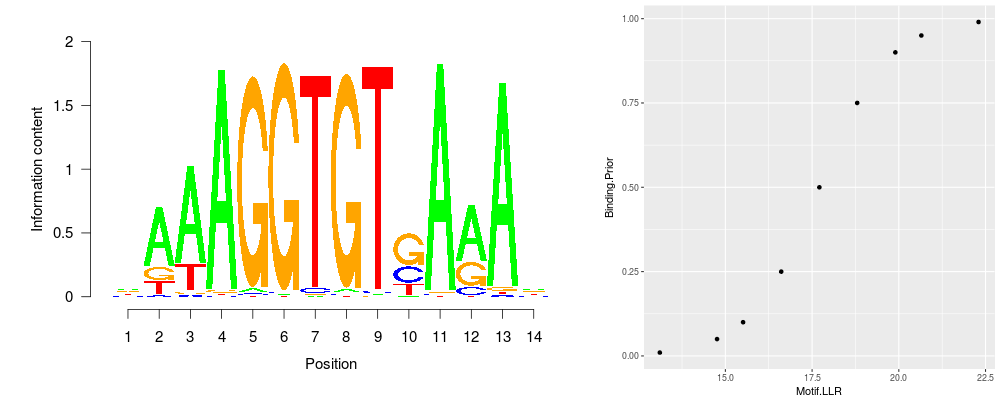 2
1.5
1
0.5
0
Information content
1 2 3 4 5 6 7 8 9 10 11 12 13 14
Position
A G T
A T
A
G
G
T
G
T
G C T
A
A G C
A
1.00
0.75
0.50
0.25
0.00
Binding.Prior
15.0 17.5 20.0 22.5
Motif.LLR